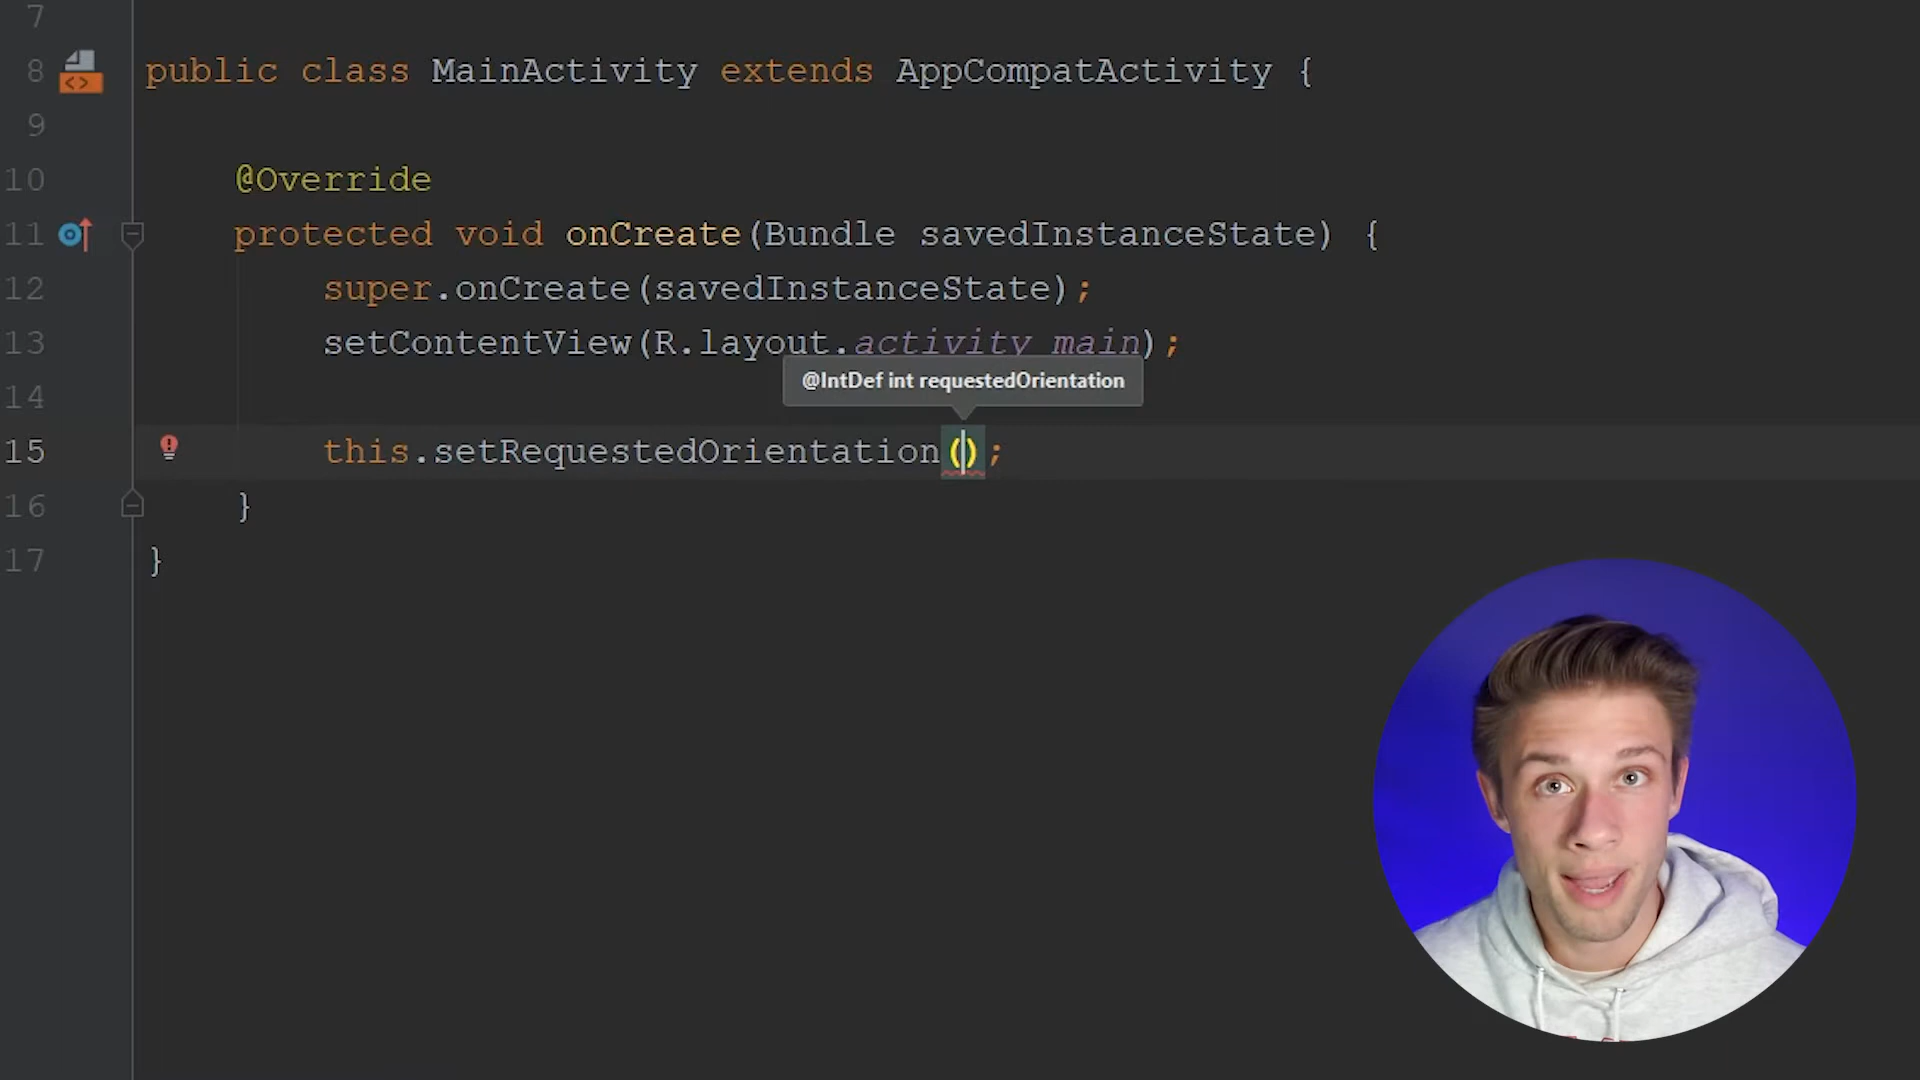 7
8 public class MainActivity extends AppCompatActivity {
9
10 @Override
11 protected void onCreate(Bundle savedInstanceState) {
12 super.onCreate(savedInstanceState);
13 setContentView(R.layout.activity_main);
@IntDef int requestedOrientation
14
15 this.setRequestedOrientation();
16 }
17 }